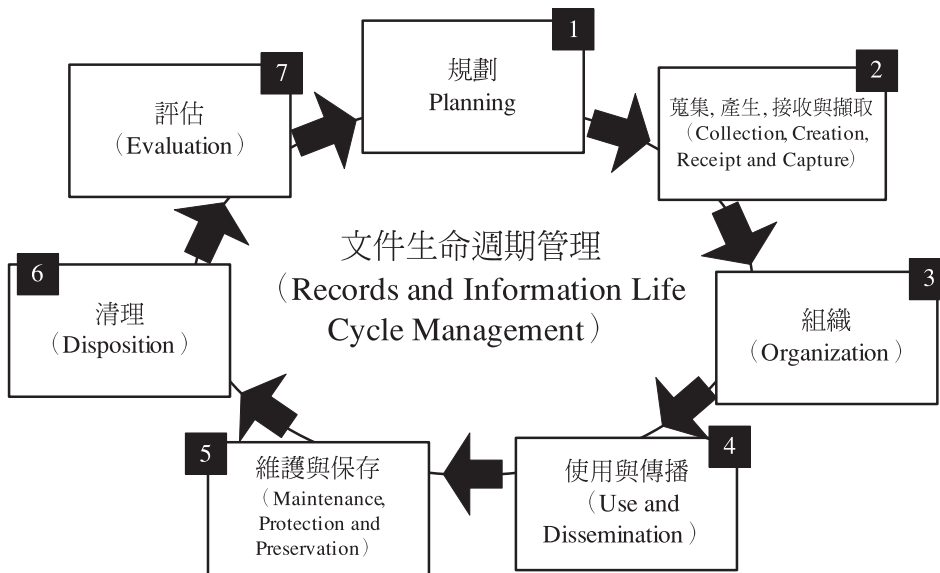 1
規劃
Planning
2
蒐集, 產生, 接收與擷取
（Collection, Creation,
Receipt and Capture）
3
組織
（Organization）
4
使用與傳播
（Use and
Dissemination）
5
維護與保存
（Maintenance,
Protection and
Preservation）
6
清理
（Disposition）
7
評估
（Evaluation）
文件生命週期管理
（Records and Information Life
Cycle Management）